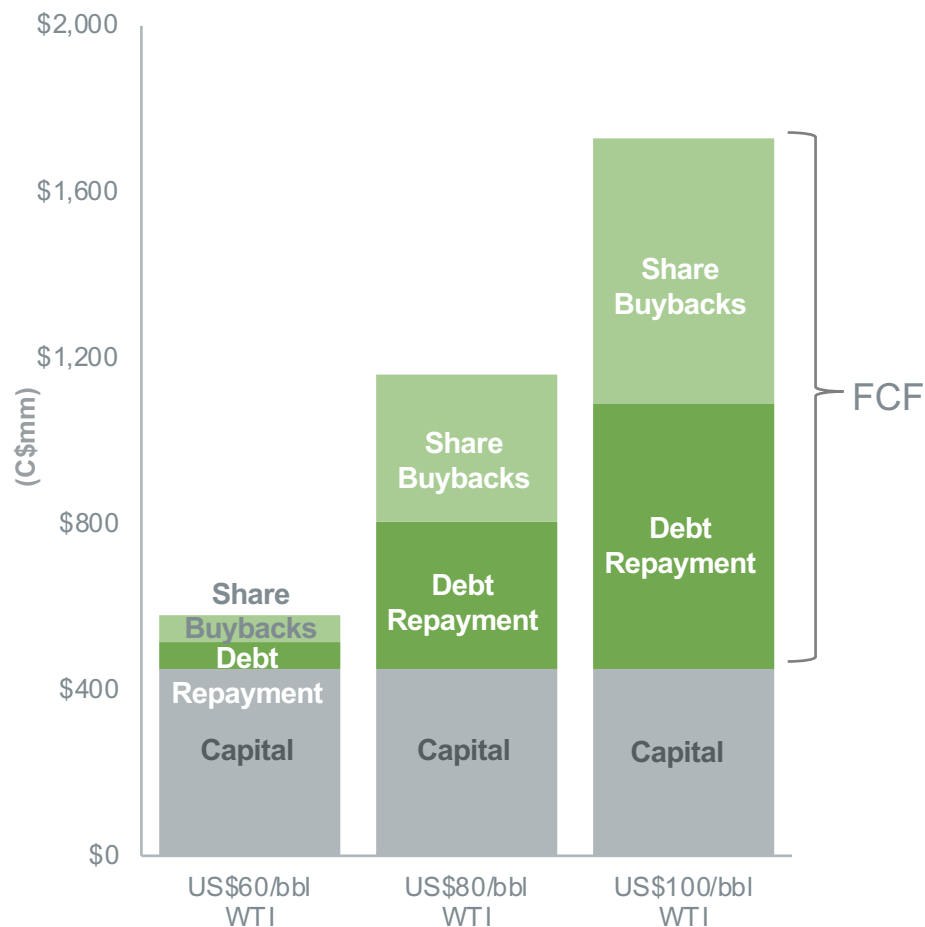 $2,000
$1,600
$1,200
$800
$400
$0
(C$mm)
Share
Buybacks
Debt
Repayment
Capital
Share
Buybacks
Debt
Repayment
Capital
Share
Buybacks
Debt
Repayment
Capital
FCF
US$60/bbl
WTI
US$80/bbl
WTI
US$100/bbl
WTI